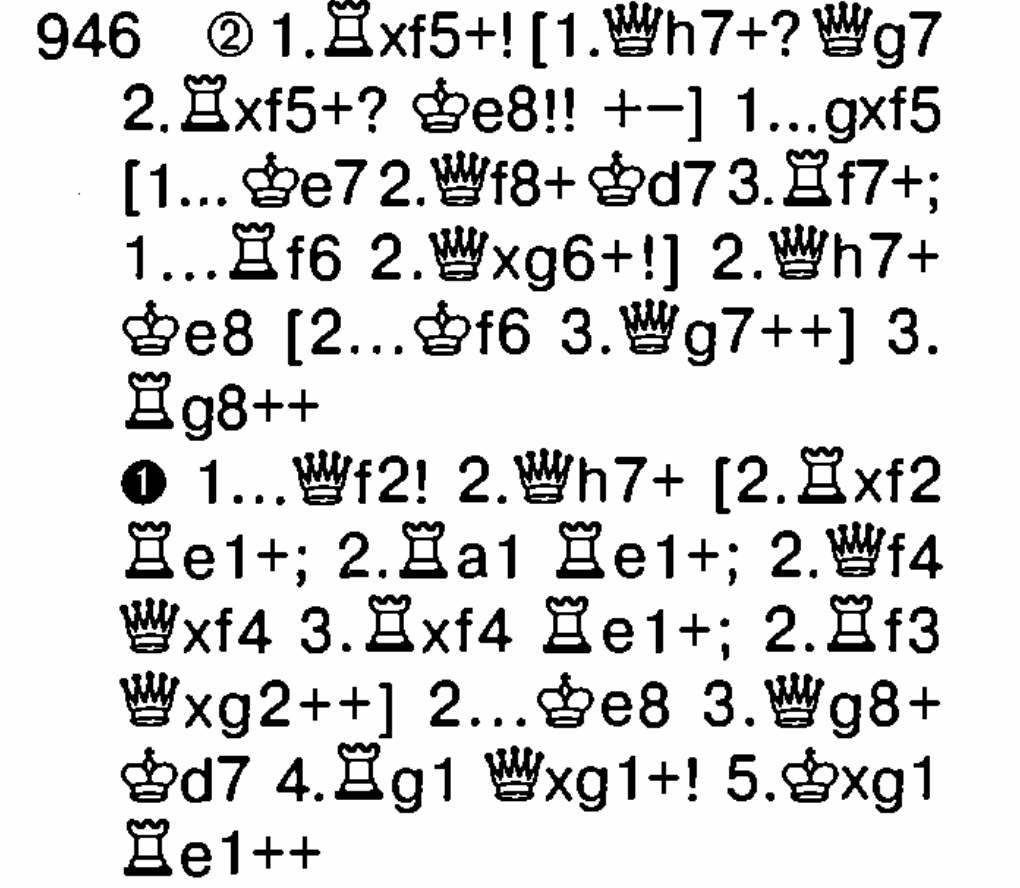 946 ② 1.♖xf5+! [1.♕h7+? ♕g7
2.♖xf5+? ♔e8!! +−] 1...gxf5
[1... ♔e7 2.♕f8+ ♔d7 3.♖f7+;
1...♖f6 2.♕xg6+!] 2.♕h7+
♔e8 [2...♔f6 3.♕g7++] 3.
♖g8++
❶ 1...♕f2! 2.♕h7+ [2.♖xf2
♖e1+; 2.♖a1 ♖e1+; 2.♕f4
♕xf4 3.♖xf4 ♖e1+; 2.♖f3
♕xg2++] 2...♔e8 3.♕g8+
♔d7 4.♖g1 ♕xg1+! 5.♔xg1
♖e1++